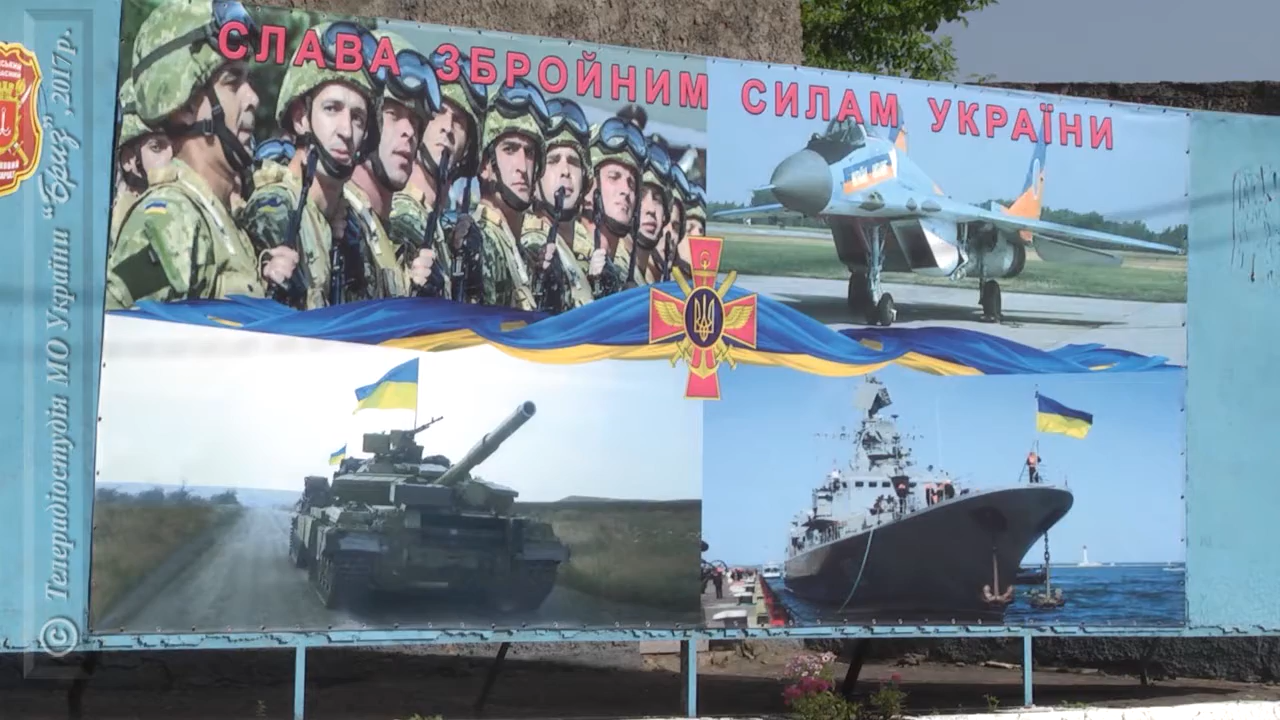 СЛАВА ЗБРОЙНИМ СИЛАМ УКРАЇНИ
© Телерадіостудія МО України "Бриз", 2017р.